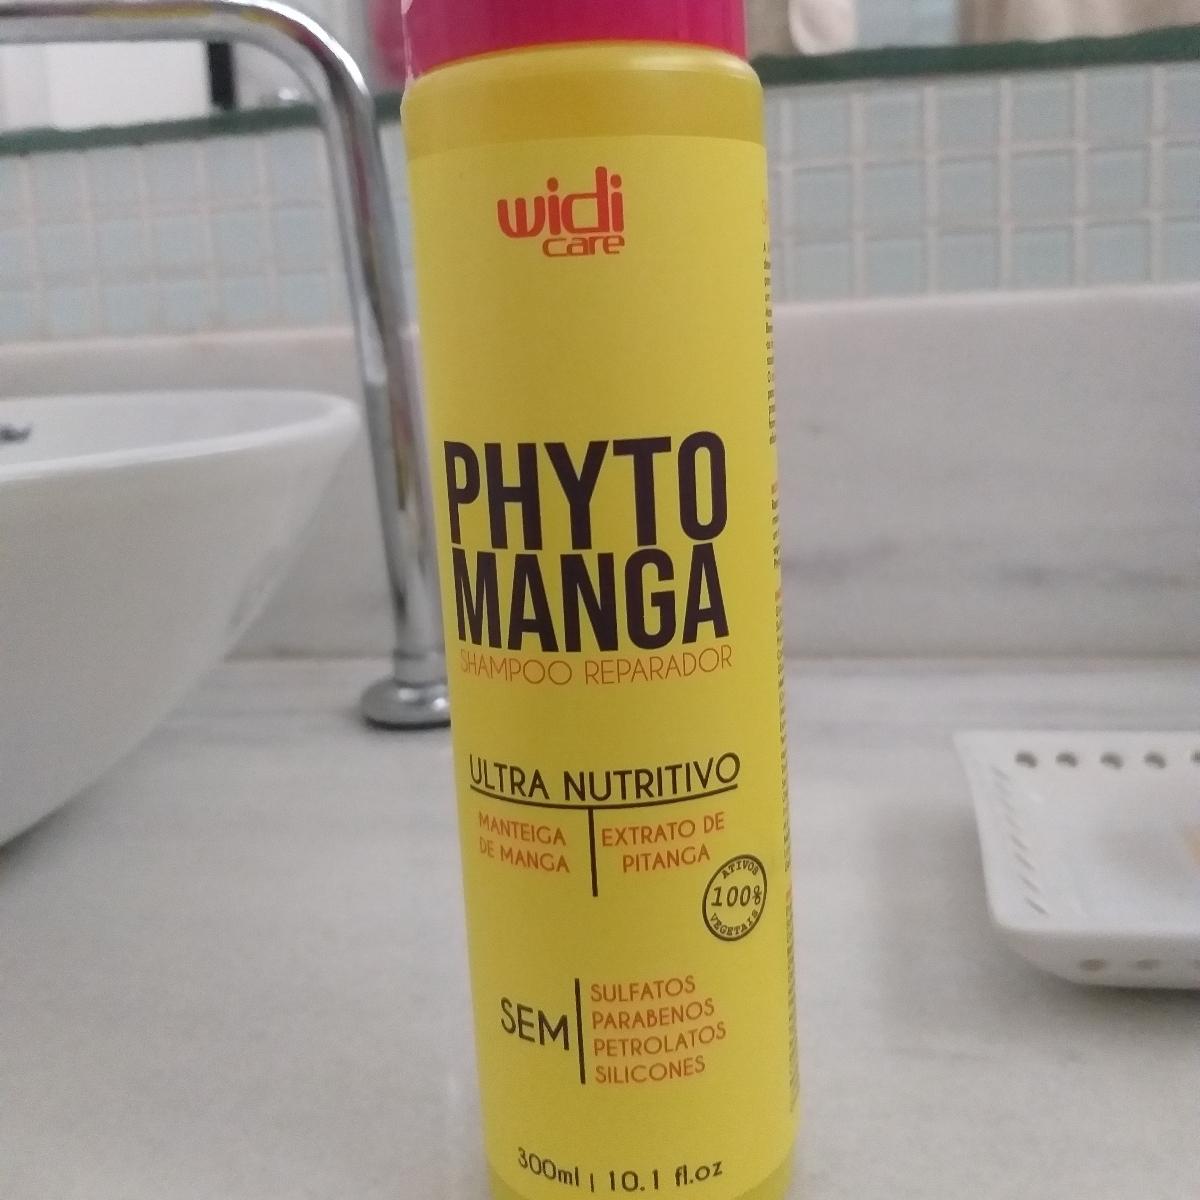 widi
care
PHYTO
MANGA
SHAMPOO REPARADOR
ULTRA NUTRITIVO
MANTEIGA
DE MANGA
EXTRATO DE
PITANGA
ATIVOS
100%
VEGETAIS
SEM
SULFATOS
PARABENOS
PETROLATOS
SILICONES
300ml | 10.1 fl.oz